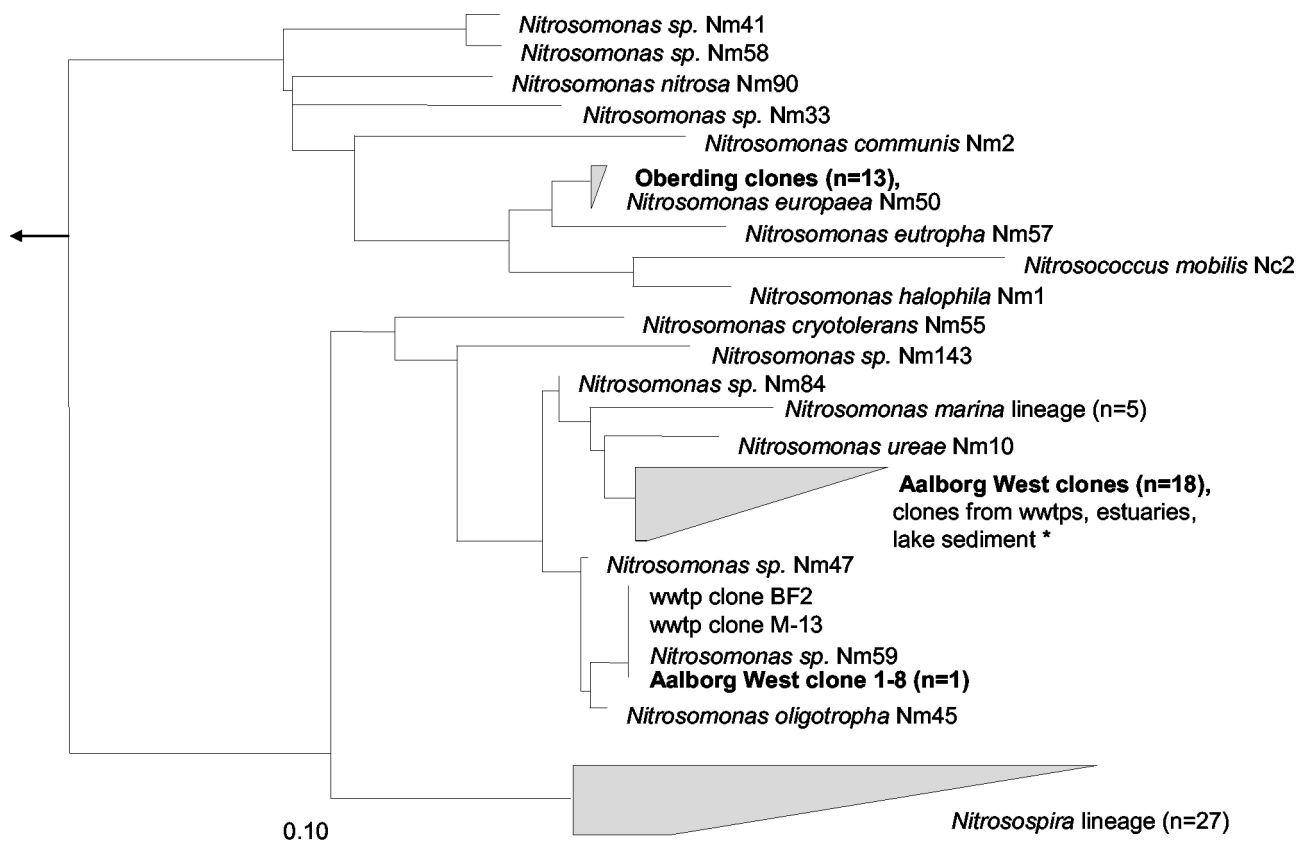 Nitrosomonas sp. Nm41
Nitrosomonas sp. Nm58
Nitrosomonas nitrosa Nm90
Nitrosomonas sp. Nm33
Nitrosomonas communis Nm2
Oberding clones (n=13),
Nitrosomonas europaea Nm50
Nitrosomonas eutropha Nm57
Nitrosococcus mobilis Nc2
Nitrosomonas halophila Nm1
Nitrosomonas cryotolerans Nm55
Nitrosomonas sp. Nm143
Nitrosomonas sp. Nm84
Nitrosomonas marina lineage (n=5)
Nitrosomonas ureae Nm10
Aalborg West clones (n=18),
clones from wwtps, estuaries,
lake sediment *
Nitrosomonas sp. Nm47
wwtp clone BF2
wwtp clone M-13
Nitrosomonas sp. Nm59
Aalborg West clone 1-8 (n=1)
Nitrosomonas oligotropha Nm45
Nitrosospira lineage (n=27)
0.10